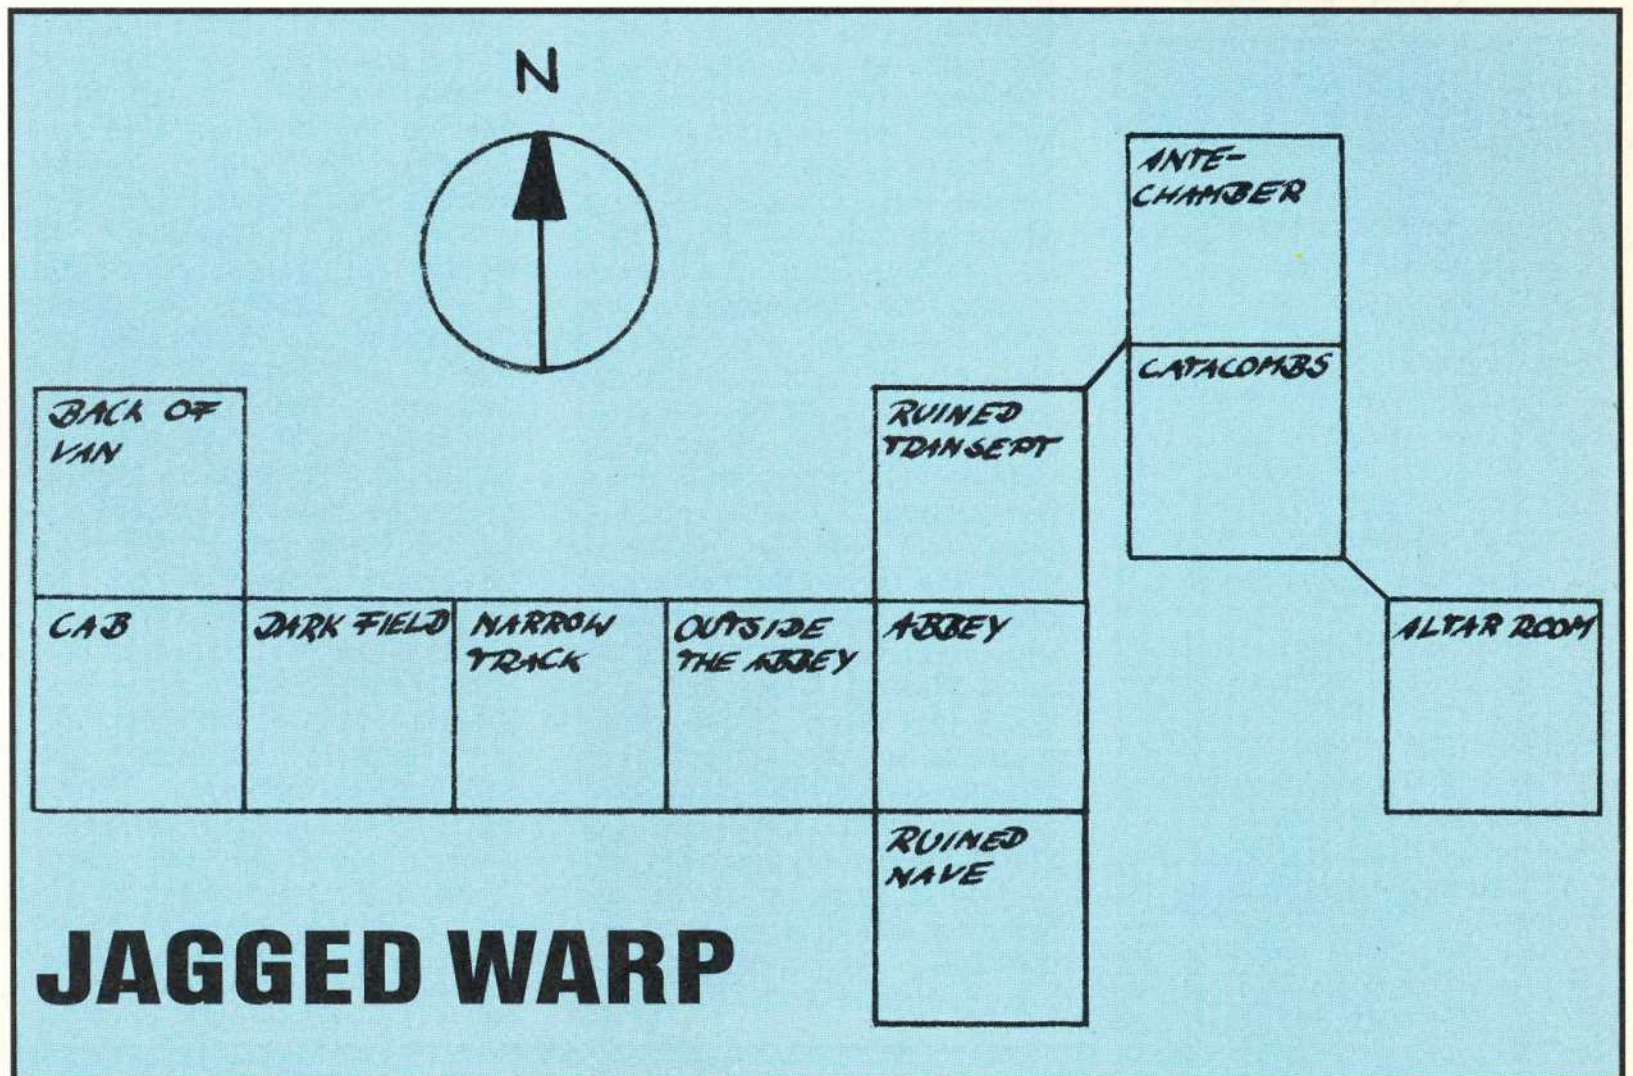 N
ANTE-
CHAMBER
CATACOMBS
BACK OF
VAN
RUINED
TRANSEPT
CAB
DARK FIELD
NARROW
TRACK
OUTSIDE
THE ABBEY
ABBEY
ALTAR ROOM
RUINED
NAVE
JAGGED WARP